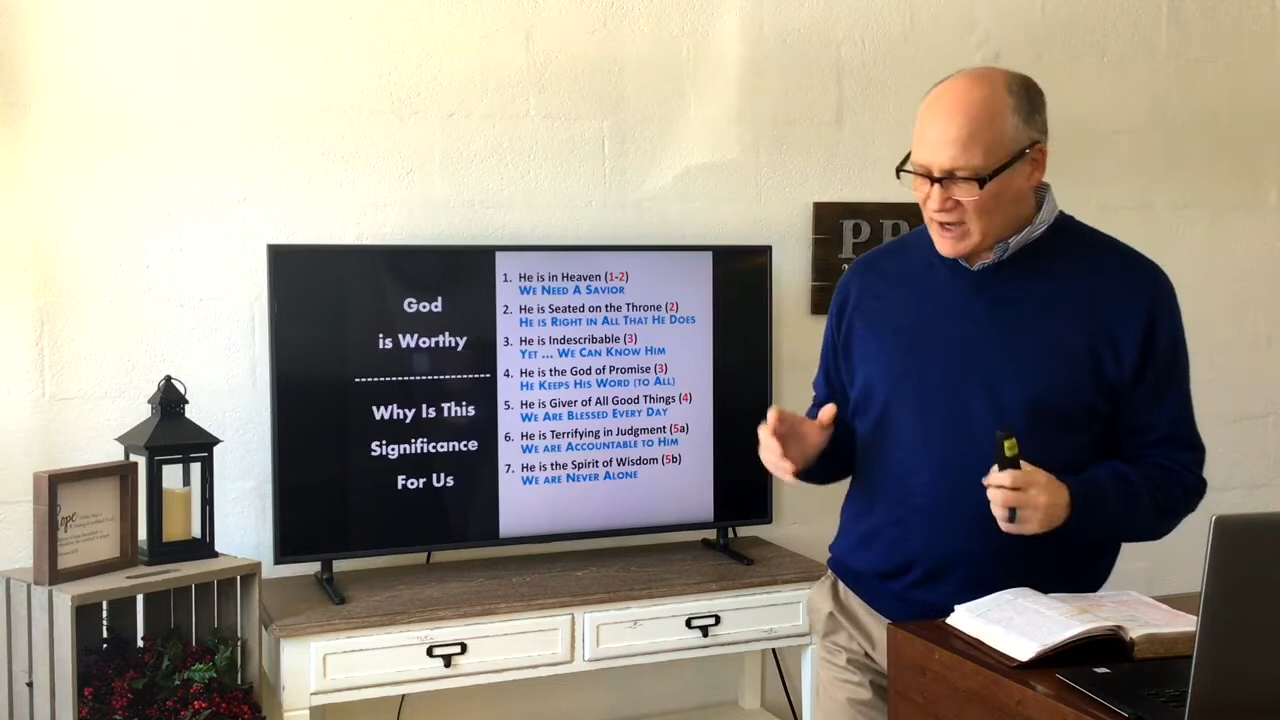 God
is Worthy
Why Is This
Significance
For Us
1. He is in Heaven (1-2)
WE NEED A SAVIOR
2. He is Seated on the Throne (2)
HE IS RIGHT IN ALL THAT HE DOES
3. He is Indescribable (3)
YET ... WE CAN KNOW HIM
4. He is the God of Promise (3)
HE KEEPS HIS WORD (TO ALL)
5. He is Giver of All Good Things (4)
WE ARE BLESSED EVERY DAY
6. He is Terrifying in Judgment (5a)
WE ARE ACCOUNTABLE TO HIM
7. He is the Spirit of Wisdom (5b)
WE ARE NEVER ALONE
hope